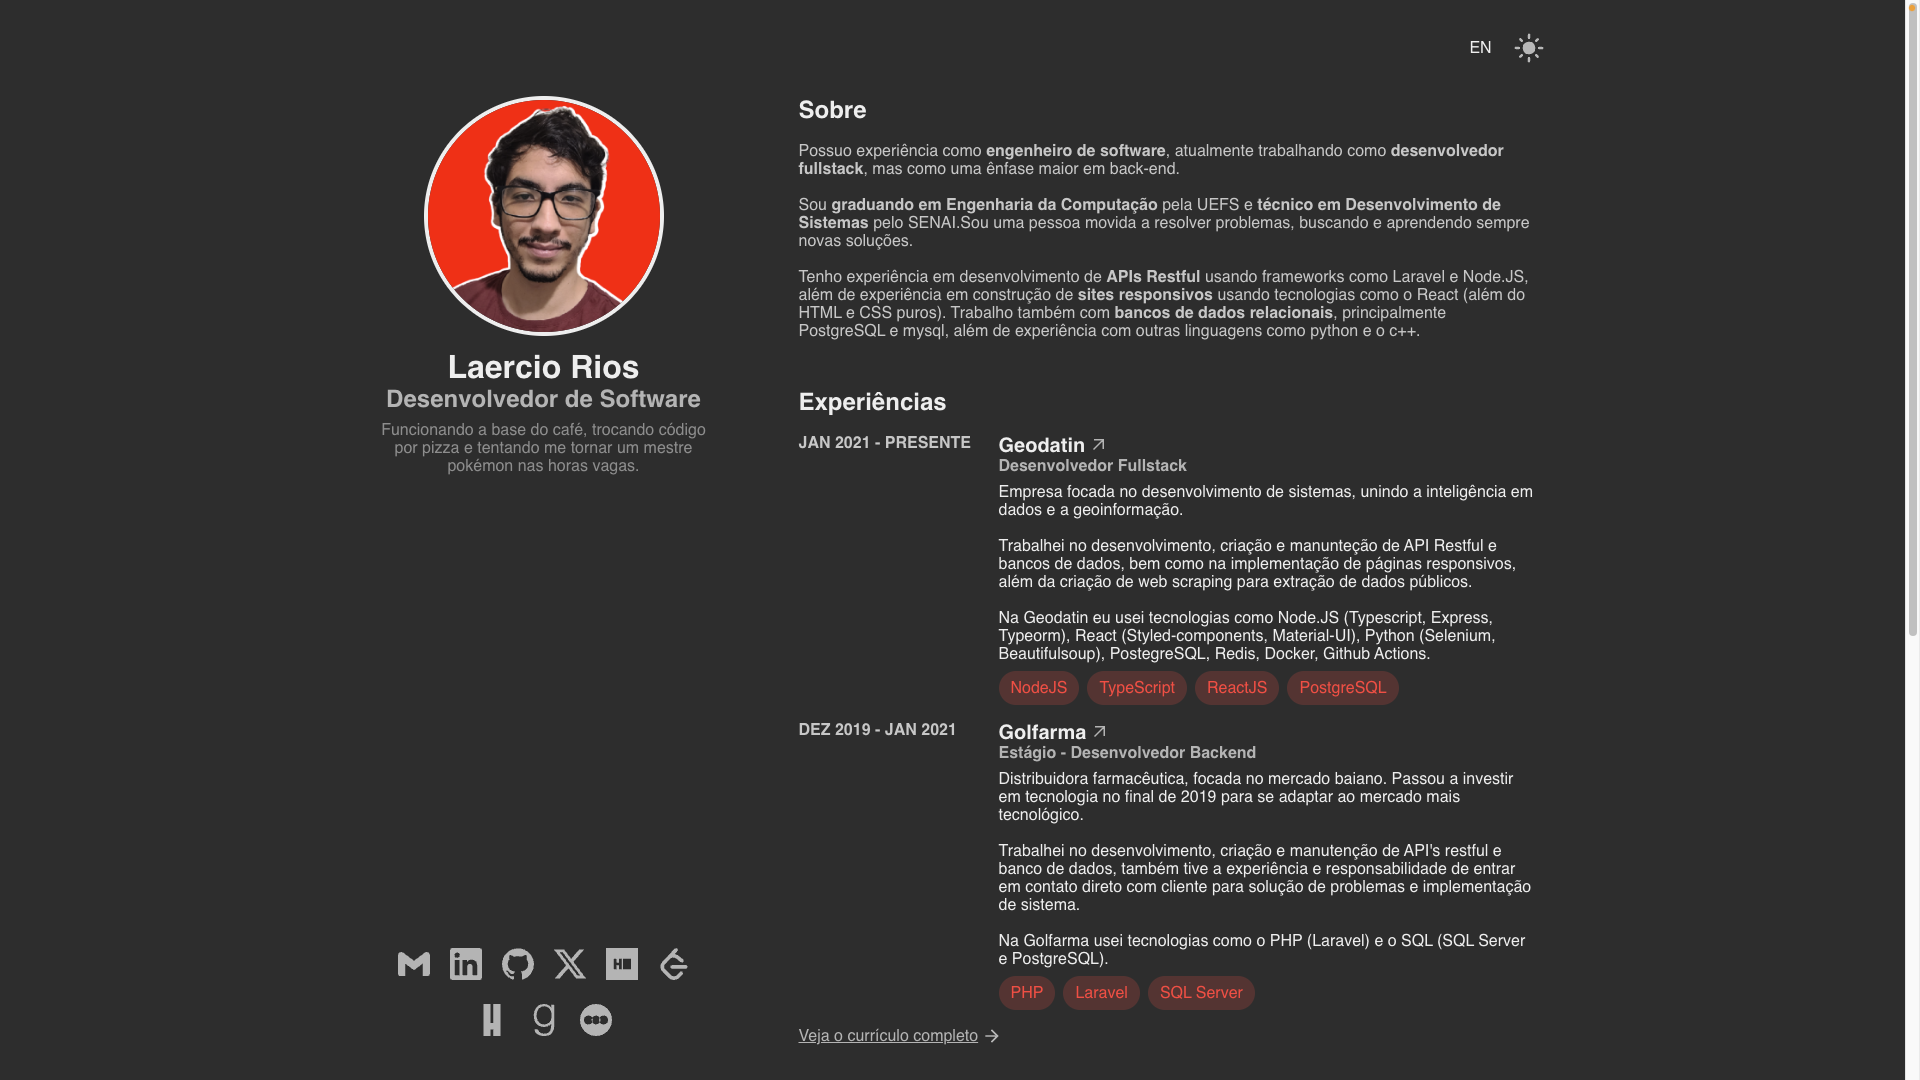 EN
Laercio Rios
Desenvolvedor de Software
Funcionando a base do café, trocando código
por pizza e tentando me tornar um mestre
pokémon nas horas vagas.
Sobre
Possuo experiência como engenheiro de software, atualmente trabalhando como desenvolvedor
fullstack, mas como uma ênfase maior em back-end.
Sou graduando em Engenharia da Computação pela UEFS e técnico em Desenvolvimento de
Sistemas pelo SENAI.Sou uma pessoa movida a resolver problemas, buscando e aprendendo sempre
novas soluções.
Tenho experiência em desenvolvimento de APIs Restful usando frameworks como Laravel e Node.JS,
além de experiência em construção de sites responsivos usando tecnologias como o React (além do
HTML e CSS puros). Trabalho também com bancos de dados relacionais, principalmente
PostgreSQL e mysql, além de experiência com outras linguagens como python e o c++.
Experiências
JAN 2021 - PRESENTE
Geodatin
Desenvolvedor Fullstack
Empresa focada no desenvolvimento de sistemas, unindo a inteligência em
dados e a geoinformação.
Trabalhei no desenvolvimento, criação e manunteção de API Restful e
bancos de dados, bem como na implementação de páginas responsivos,
além da criação de web scraping para extração de dados públicos.
Na Geodatin eu usei tecnologias como Node.JS (Typescript, Express,
Typeorm), React (Styled-components, Material-UI), Python (Selenium,
Beautifulsoup), PostegreSQL, Redis, Docker, Github Actions.
NodeJS TypeScript ReactJS PostgreSQL
DEZ 2019 - JAN 2021
Golfarma
Estágio - Desenvolvedor Backend
Distribuidora farmacêutica, focada no mercado baiano. Passou a investir
em tecnologia no final de 2019 para se adaptar ao mercado mais
tecnológico.
Trabalhei no desenvolvimento, criação e manutenção de API's restful e
banco de dados, também tive a experiência e responsabilidade de entrar
em contato direto com cliente para solução de problemas e implementação
de sistema.
Na Golfarma usei tecnologias como o PHP (Laravel) e o SQL (SQL Server
e PostgreSQL).
PHP Laravel SQL Server
Veja o currículo completo